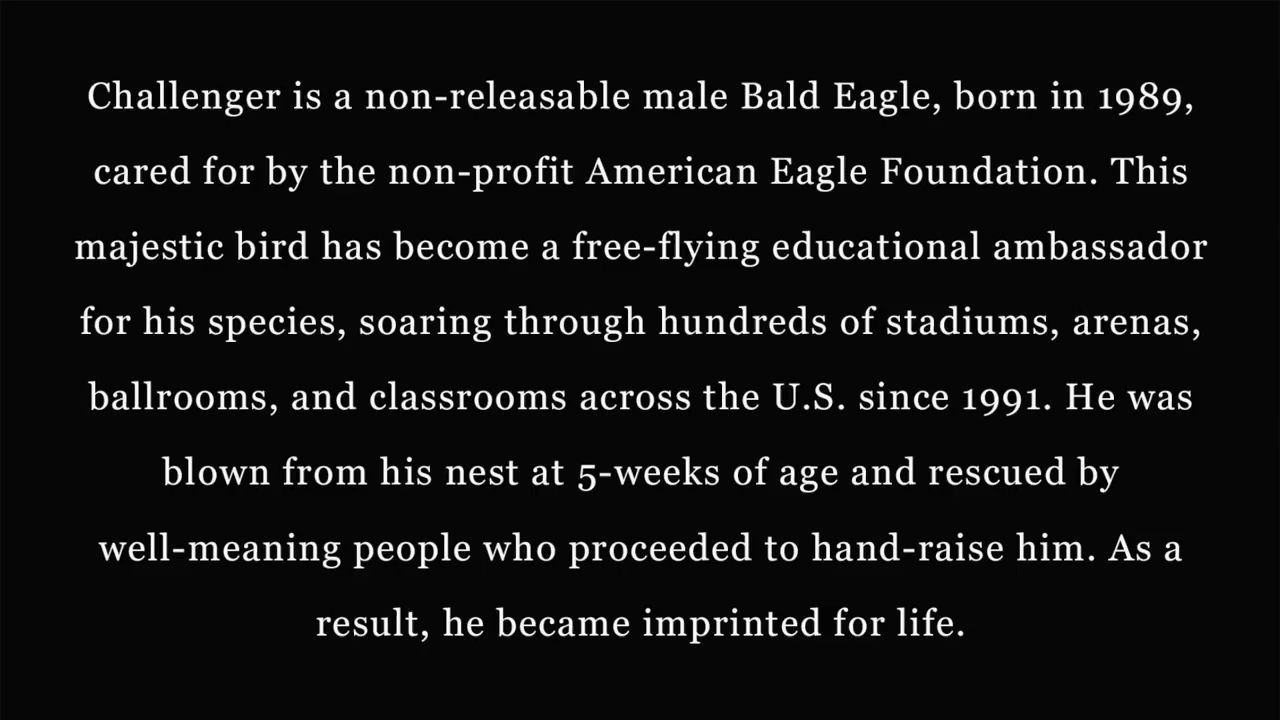 Challenger is a non-releasable male Bald Eagle, born in 1989,
cared for by the non-profit American Eagle Foundation. This
majestic bird has become a free-flying educational ambassador
for his species, soaring through hundreds of stadiums, arenas,
ballrooms, and classrooms across the U.S. since 1991. He was
blown from his nest at 5-weeks of age and rescued by
well-meaning people who proceeded to hand-raise him. As a
result, he became imprinted for life.